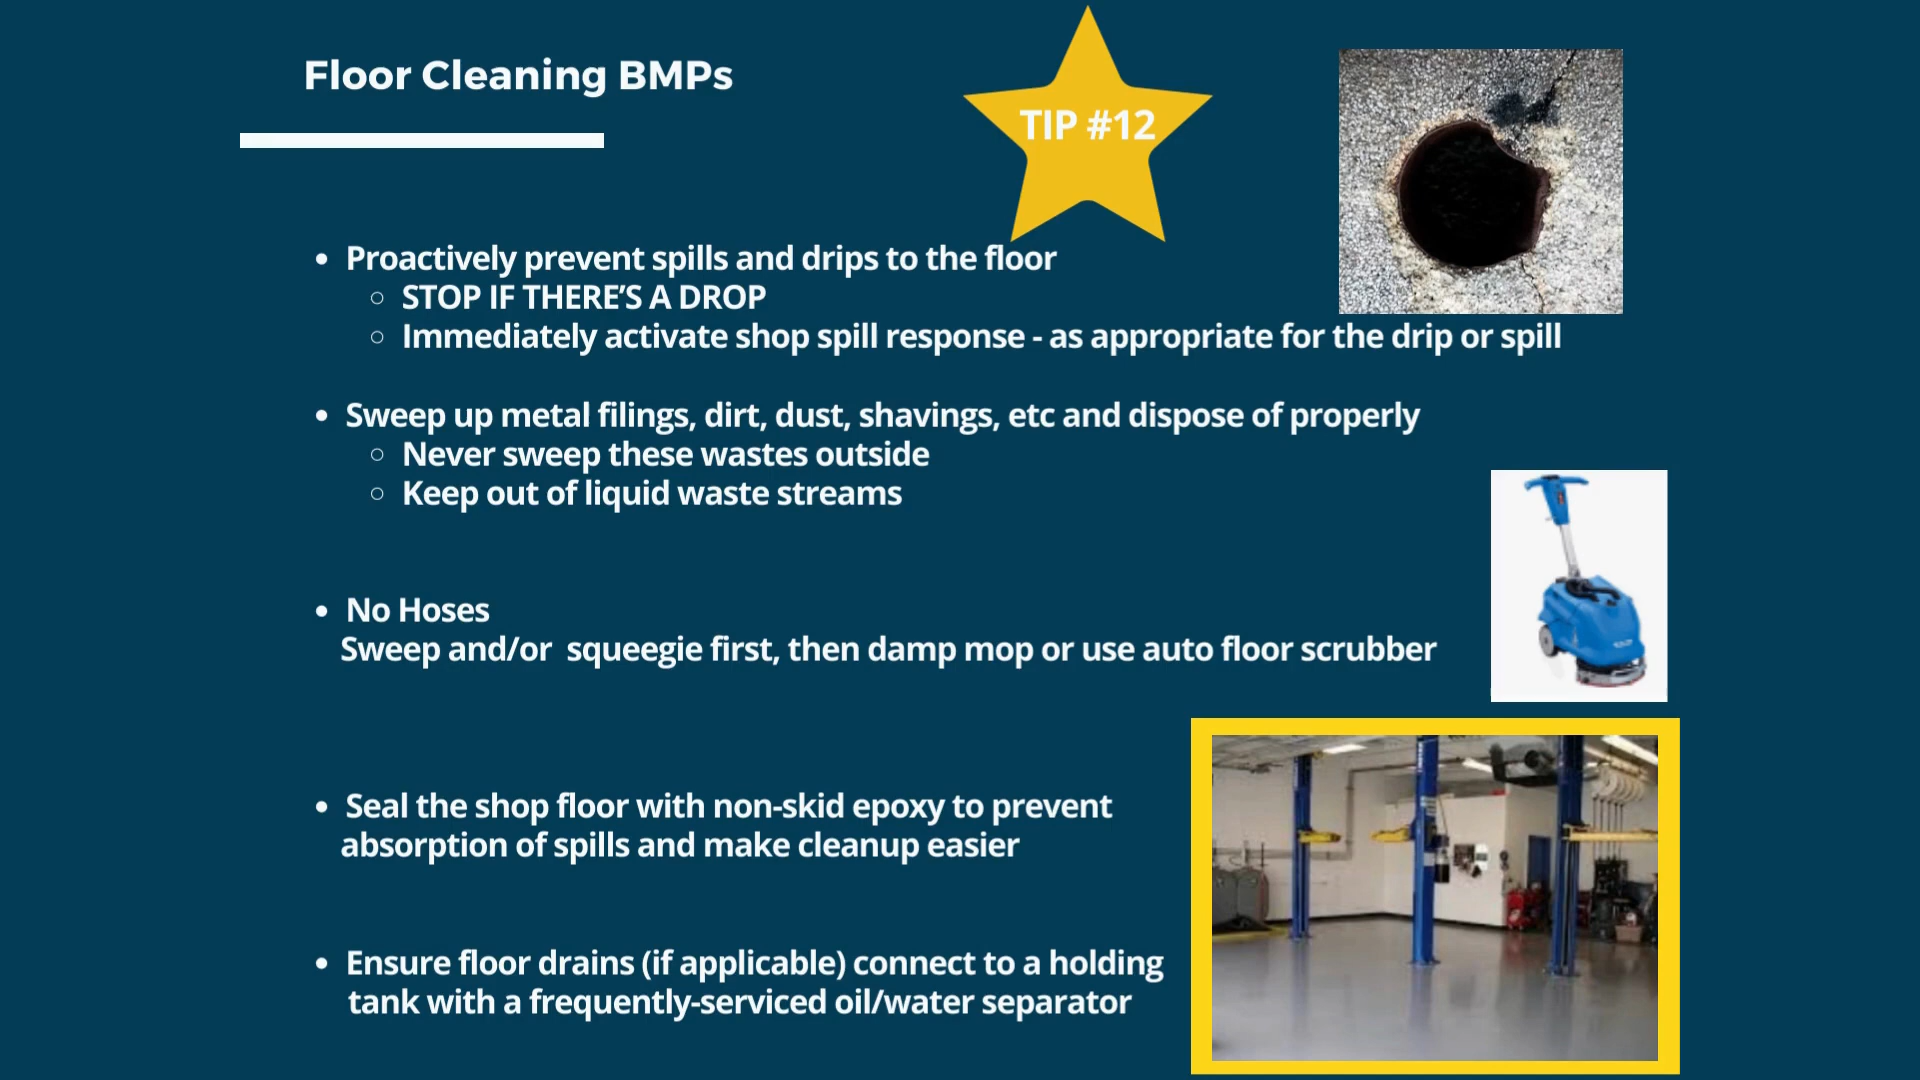 Floor Cleaning BMPs
TIP #12
Proactively prevent spills and drips to the floor
STOP IF THERE'S A DROP
Immediately activate shop spill response - as appropriate for the drip or spill
Sweep up metal filings, dirt, dust, shavings, etc and dispose of properly
Never sweep these wastes outside
Keep out of liquid waste streams
No Hoses
Sweep and/or squeegie first, then damp mop or use auto floor scrubber
Seal the shop floor with non-skid epoxy to prevent
absorption of spills and make cleanup easier
Ensure floor drains (if applicable) connect to a holding
tank with a frequently-serviced oil/water separator